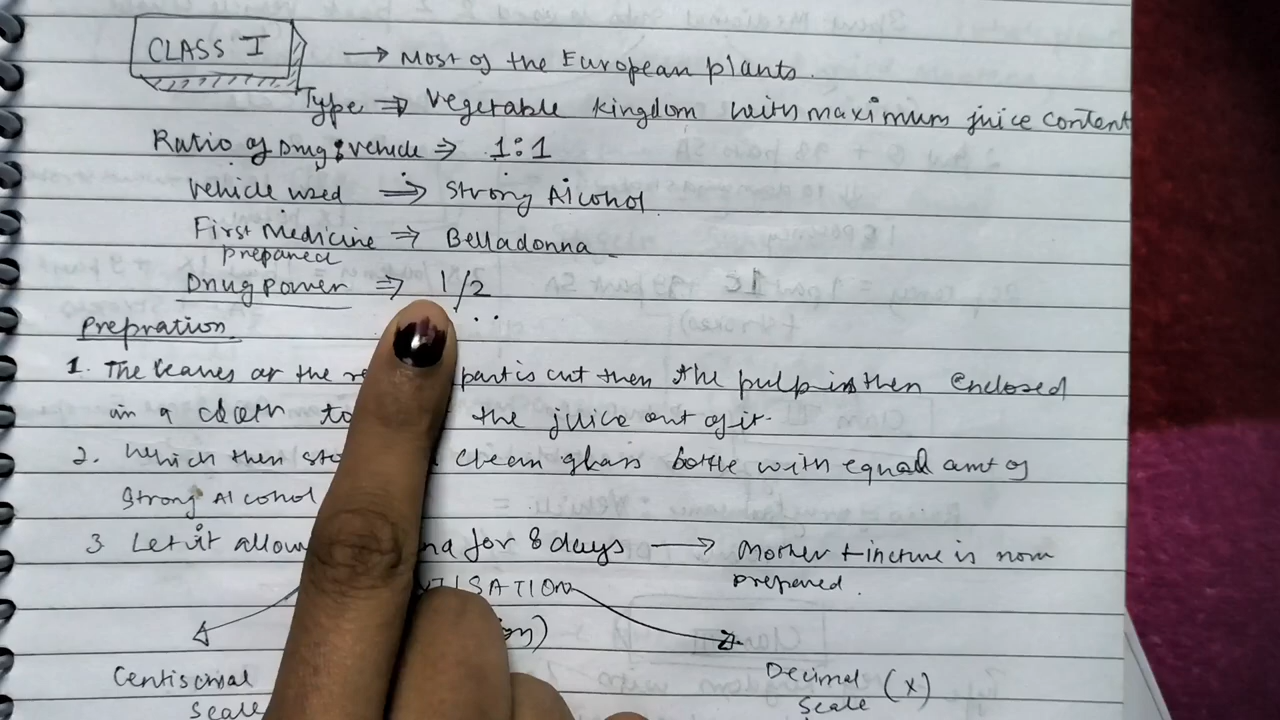 CLASS I → Most of the European plants.
Type ⇒ Vegetable kingdom with maximum juice content
Ratio of Drug : vehicle ⇒ 1:1
Vehicle used ⇒ Strong Alcohol
First Medicine prepared ⇒ Belladonna
Drug power ⇒ 1/2
Prepration
1. The leaves or the part is cut then the pulp is then Enclosed
in a cloth to the juice out of it.
2. Which then clean glass bottle with equal amt of
Strong Alcohol
3. Let it allow for 8 days → Mother tincture is now
prepared.
Centiscimal Scale
Decimal Scale (x)